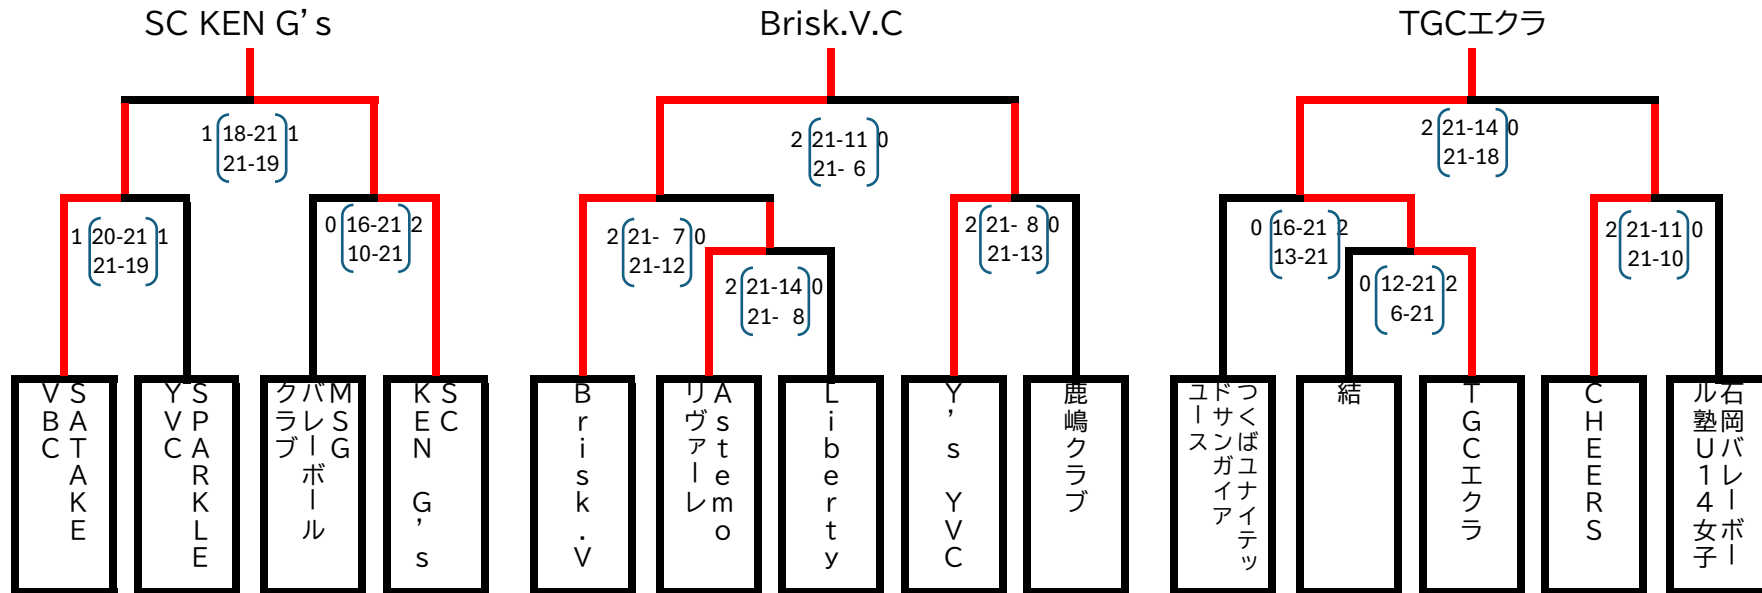 SC KEN G’s
Brisk.V.C
TGCエクラ
1 18-21 1
21-19
2 21-11 0
21- 6
2 21-14 0
21-18
1 20-21 1
21-19
0 16-21 2
10-21
2 21- 7 0
21-12
2 21- 8 0
21-13
0 16-21 2
13-21
2 21-11 0
21-10
2 21-14 0
21- 8
0 12-21 2
6-21
SATAKE
VBC
SPARKLE
YVC
MSG
バレーボール
クラブ
SC
KEN G’s
Brisk.V
Astemo
リヴァーレ
Liberty
Y’s YVC
鹿嶋クラブ
つくばユナイテッ
ドサンガイア
ユース
結
TGCエクラ
CHEERS
石岡バレーボー
ル塾U14女子